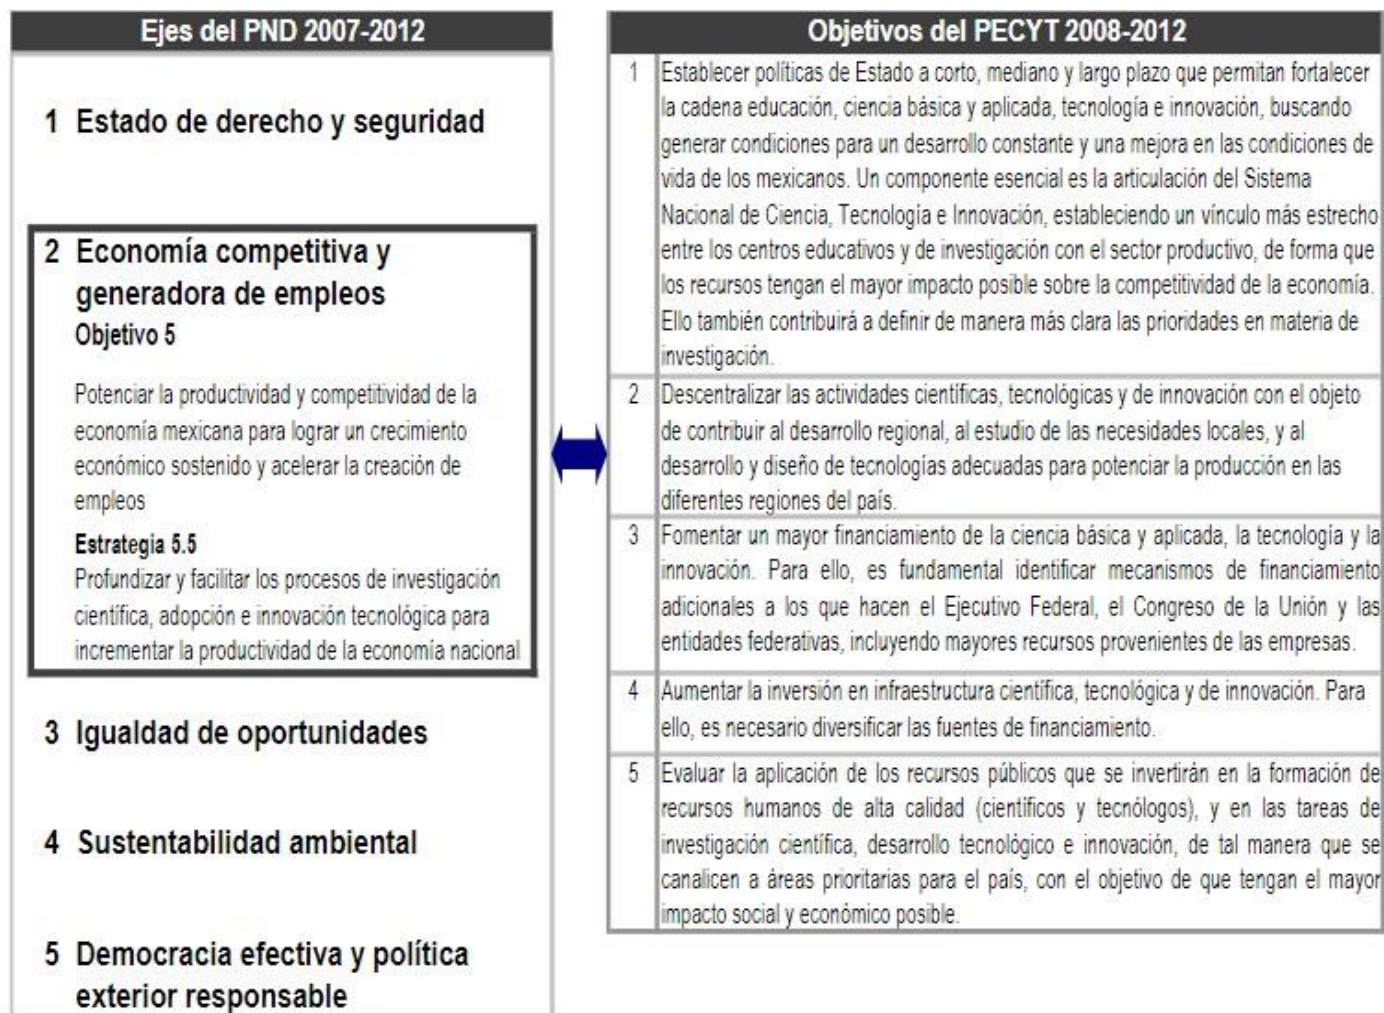 Ejes del PND 2007-2012
1 Estado de derecho y seguridad
2 Economía competitiva y
generadora de empleos
Objetivo 5
Potenciar la productividad y competitividad de la
economía mexicana para lograr un crecimiento
económico sostenido y acelerar la creación de
empleos
Estrategia 5.5
Profundizar y facilitar los procesos de investigación
científica, adopción e innovación tecnológica para
incrementar la productividad de la economía nacional
3 Igualdad de oportunidades
4 Sustentabilidad ambiental
5 Democracia efectiva y política
exterior responsable
Objetivos del PECYT 2008-2012
1 Establecer políticas de Estado a corto, mediano y largo plazo que permitan fortalecer
la cadena educación, ciencia básica y aplicada, tecnología e innovación, buscando
generar condiciones para un desarrollo constante y una mejora en las condiciones de
vida de los mexicanos. Un componente esencial es la articulación del Sistema
Nacional de Ciencia, Tecnología e Innovación, estableciendo un vínculo más estrecho
entre los centros educativos y de investigación con el sector productivo, de forma que
los recursos tengan el mayor impacto posible sobre la competitividad de la economía.
Ello también contribuirá a definir de manera más clara las prioridades en materia de
investigación.
2 Descentralizar las actividades científicas, tecnológicas y de innovación con el objeto
de contribuir al desarrollo regional, al estudio de las necesidades locales, y al
desarrollo y diseño de tecnologías adecuadas para potenciar la producción en las
diferentes regiones del país.
3 Fomentar un mayor financiamiento de la ciencia básica y aplicada, la tecnología y la
innovación. Para ello, es fundamental identificar mecanismos de financiamiento
adicionales a los que hacen el Ejecutivo Federal, el Congreso de la Unión y las
entidades federativas, incluyendo mayores recursos provenientes de las empresas.
4 Aumentar la inversión en infraestructura científica, tecnológica y de innovación. Para
ello, es necesario diversificar las fuentes de financiamiento.
5 Evaluar la aplicación de los recursos públicos que se invertirán en la formación de
recursos humanos de alta calidad (científicos y tecnólogos), y en las tareas de
investigación científica, desarrollo tecnológico e innovación, de tal manera que se
canalicen a áreas prioritarias para el país, con el objetivo de que tengan el mayor
impacto social y económico posible.